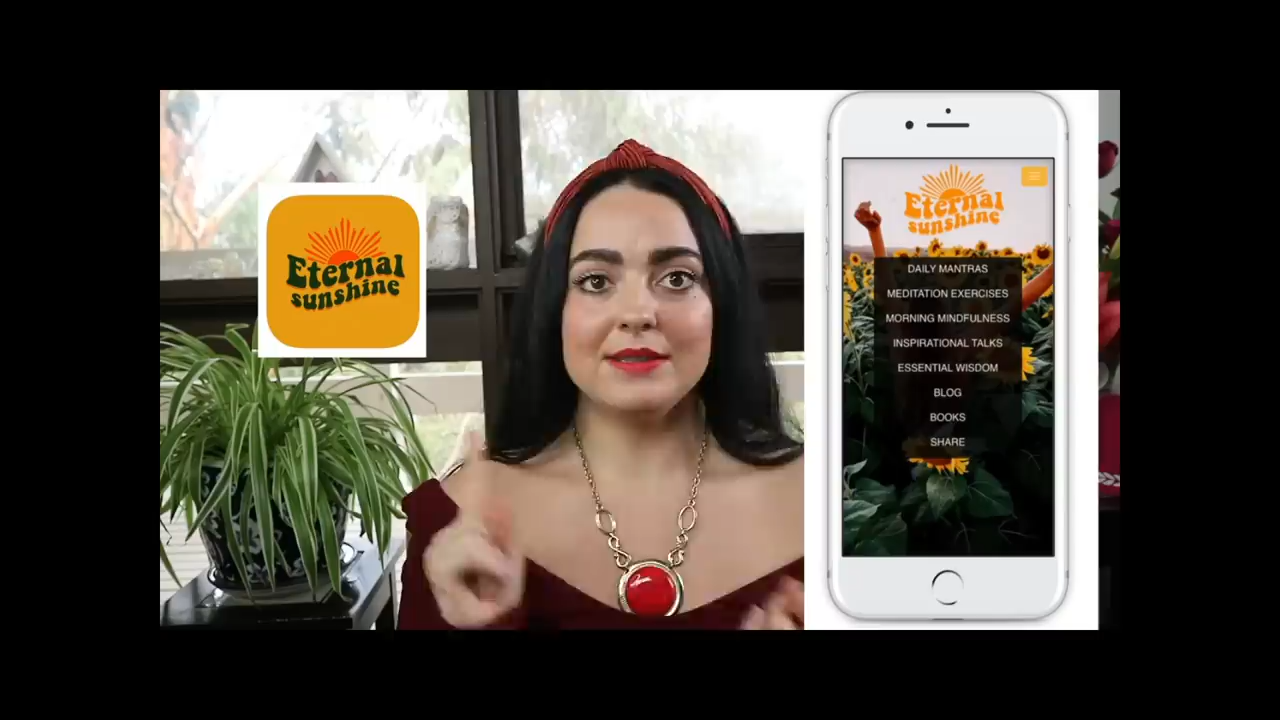 Eternal
sunshine
Eternal
sunshine
DAILY MANTRAS
MEDITATION EXERCISES
MORNING MINDFULNESS
INSPIRATIONAL TALKS
ESSENTIAL WISDOM
BLOG
BOOKS
SHARE